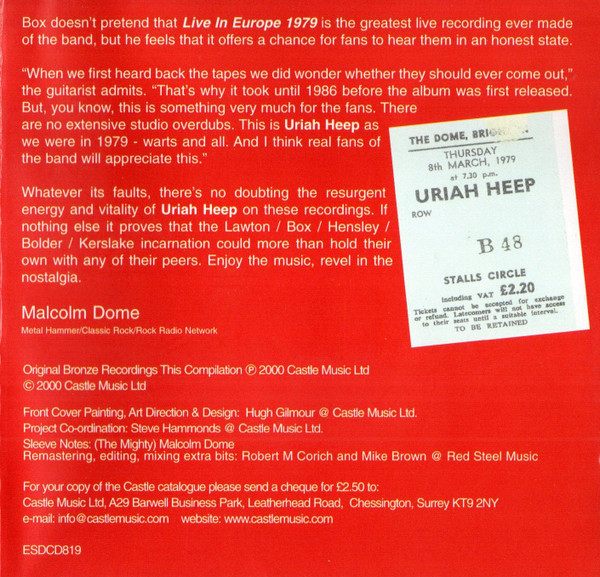 Box doesn't pretend that Live In Europe 1979 is the greatest live recording ever made
of the band, but he feels that it offers a chance for fans to hear them in an honest state.
"When we first heard back the tapes we did wonder whether they should ever come out,"
the guitarist admits. "That's why it took until 1986 before the album was first released.
But, you know, this is something very much for the fans. There
are no extensive studio overdubs. This is Uriah Heep as
we were in 1979 - warts and all. And I think real fans of
the band will appreciate this."
Whatever its faults, there's no doubting the resurgent
energy and vitality of Uriah Heep on these recordings. If
nothing else it proves that the Lawton / Box / Hensley /
Bolder / Kerslake incarnation could more than hold their
own with any of their peers. Enjoy the music, revel in the
nostalgia.
Malcolm Dome
Metal Hammer/Classic Rock/Rock Radio Network
THE DOME,
THURSDAY
8th MARCH, 1979
at 7.30 p.m.
URIAH HEEP
ROW
B 48
STALLS CIRCLE
including VAT £2.20
Tickets cannot be accepted for exchange
or refund. Latecomers will not have access
to their seats until a suitable interval.
TO BE RETAINED
Original Bronze Recordings This Compilation ℗ 2000 Castle Music Ltd
© 2000 Castle Music Ltd
Front Cover Painting, Art Direction & Design: Hugh Gilmour @ Castle Music Ltd.
Project Co-ordination: Steve Hammonds @ Castle Music Ltd.
Sleeve Notes: (The Mighty) Malcolm Dome
Remastering, editing, mixing extra bits: Robert M Corich and Mike Brown @ Red Steel Music
For your copy of the Castle catalogue please send a cheque for £2.50 to:
Castle Music Ltd, A29 Barwell Business Park, Leatherhead Road, Chessington, Surrey KT9 2NY
e-mail: info@castlemusic.com website: www.castlemusic.com
ESDCD819